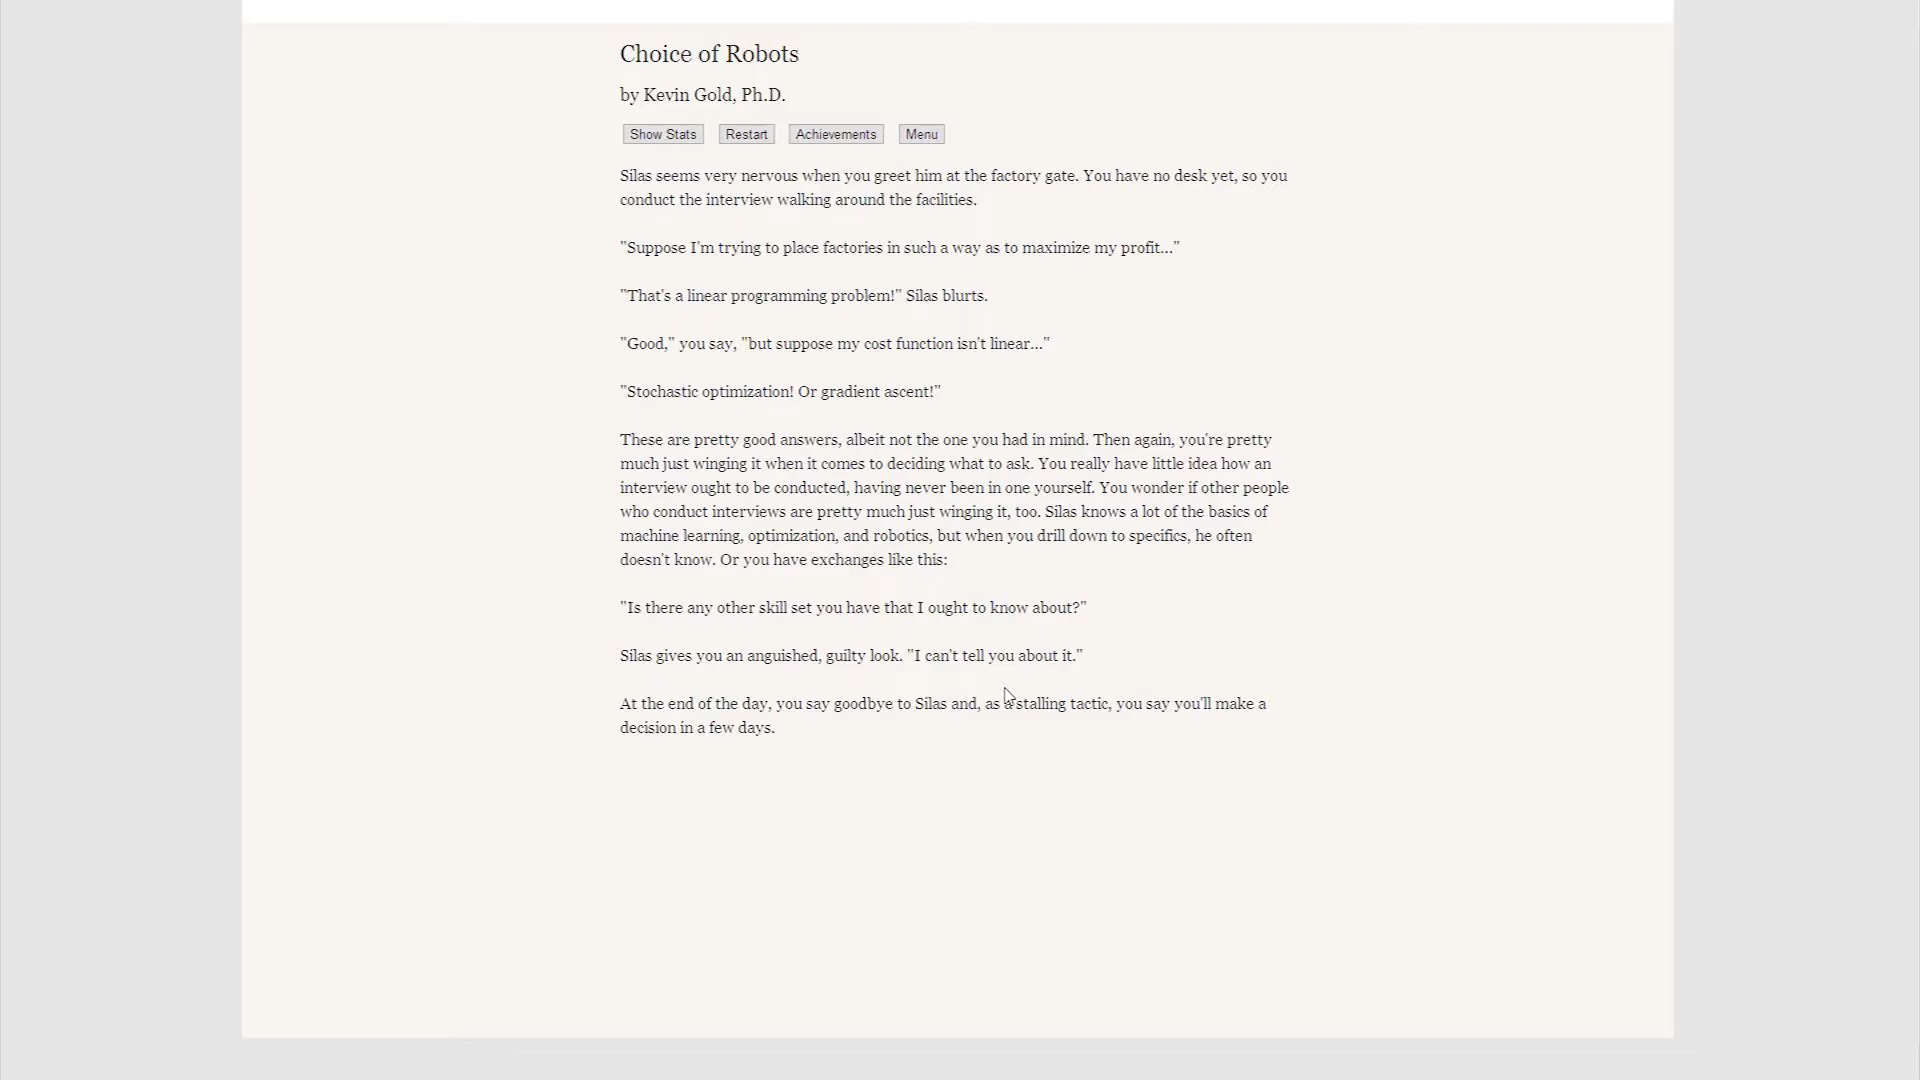 Choice of Robots
by Kevin Gold, Ph.D.
Show Stats Restart Achievements Menu
Silas seems very nervous when you greet him at the factory gate. You have no desk yet, so you
conduct the interview walking around the facilities.
"Suppose I'm trying to place factories in such a way as to maximize my profit..."
"That's a linear programming problem!" Silas blurts.
"Good," you say, "but suppose my cost function isn't linear..."
"Stochastic optimization! Or gradient ascent!"
These are pretty good answers, albeit not the one you had in mind. Then again, you're pretty
much just winging it when it comes to deciding what to ask. You really have little idea how an
interview ought to be conducted, having never been in one yourself. You wonder if other people
who conduct interviews are pretty much just winging it, too. Silas knows a lot of the basics of
machine learning, optimization, and robotics, but when you drill down to specifics, he often
doesn't know. Or you have exchanges like this:
"Is there any other skill set you have that I ought to know about?"
Silas gives you an anguished, guilty look. "I can't tell you about it."
At the end of the day, you say goodbye to Silas and, as a stalling tactic, you say you'll make a
decision in a few days.